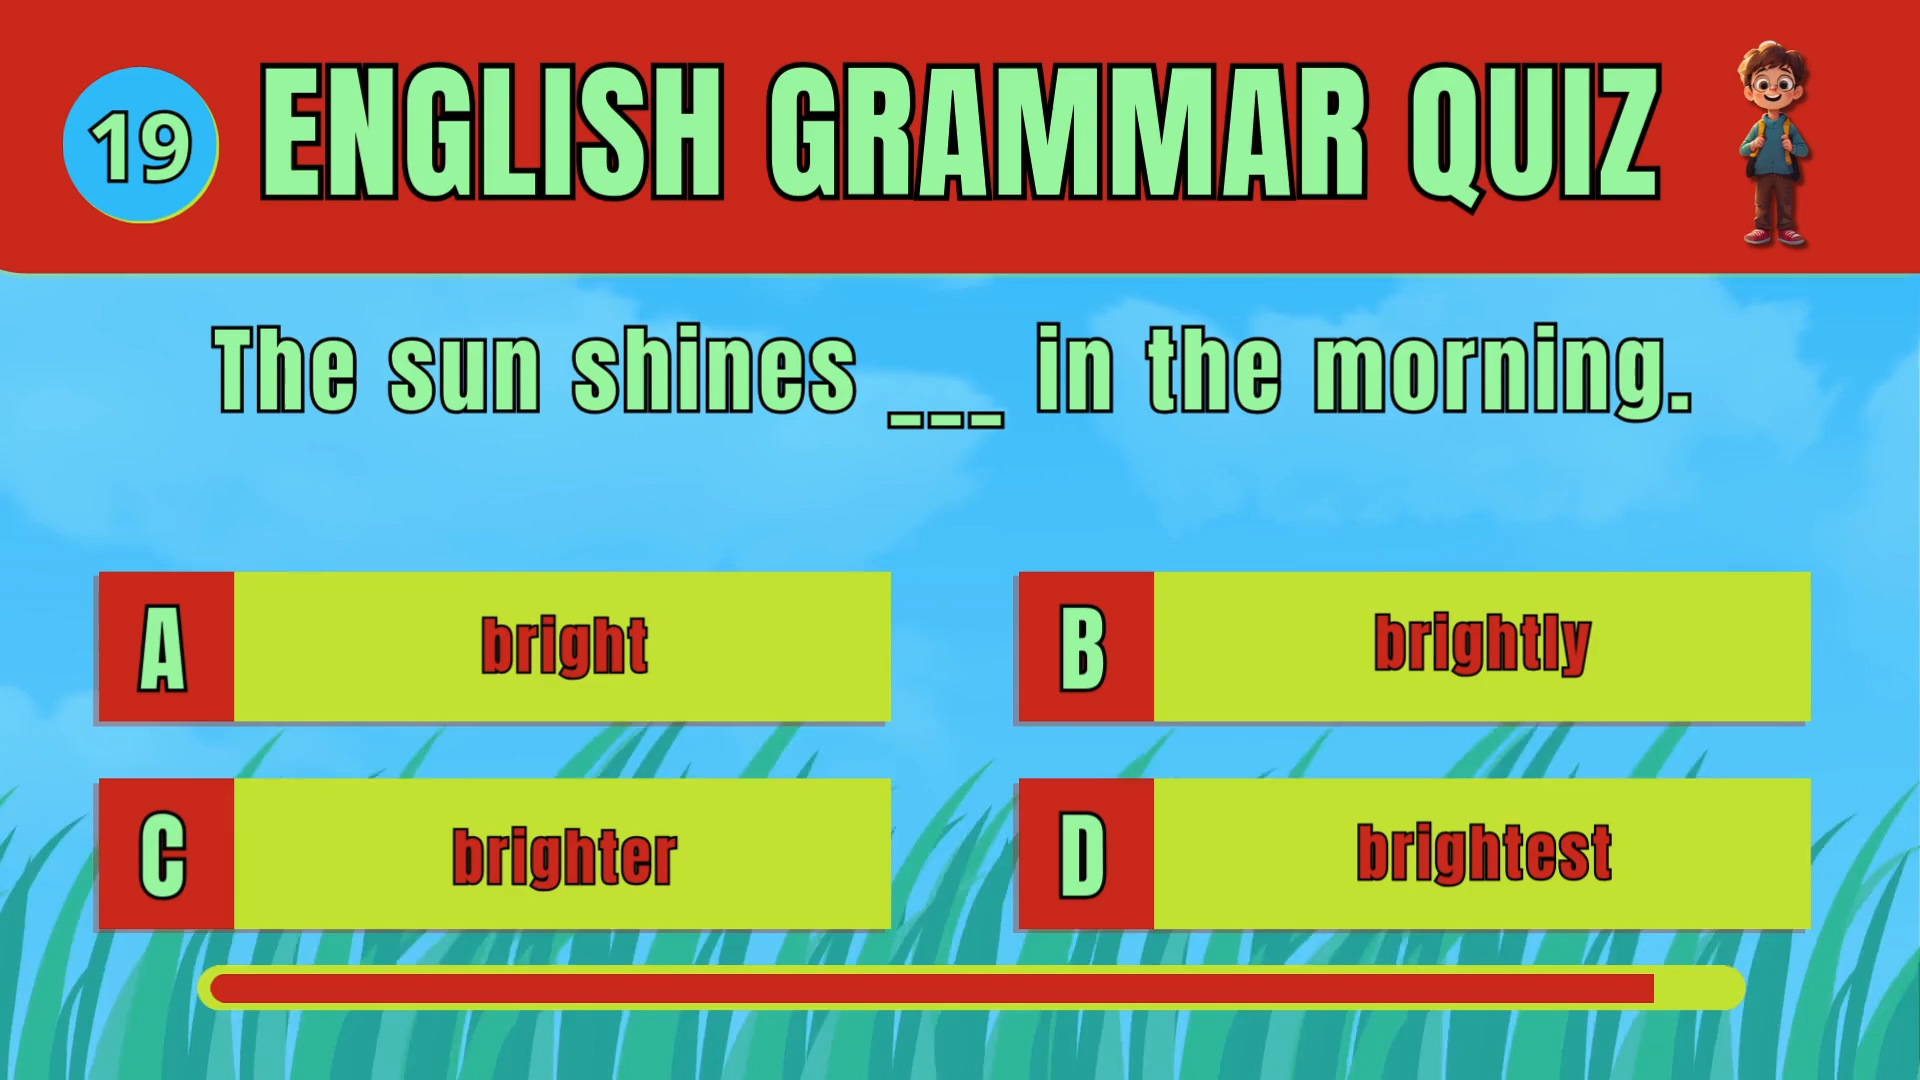 19
ENGLISH GRAMMAR QUIZ
The sun shines ___ in the morning.
A
bright
B
brightly
C
brighter
D
brightest